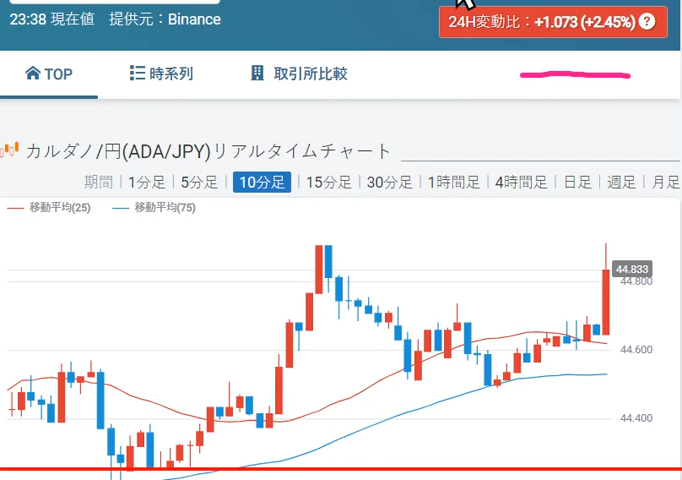 23:38 現在値 提供元：Binance
24H変動比：+1.073 (+2.45%) ?
TOP 時系列 取引所比較
カルダノ/円(ADA/JPY)リアルタイムチャート
期間 | 1分足 | 5分足 | 10分足 | 15分足 | 30分足 | 1時間足 | 4時間足 | 日足 | 週足 | 月足
移動平均(25) 移動平均(75)
44.833
44.800
44.600
44.400